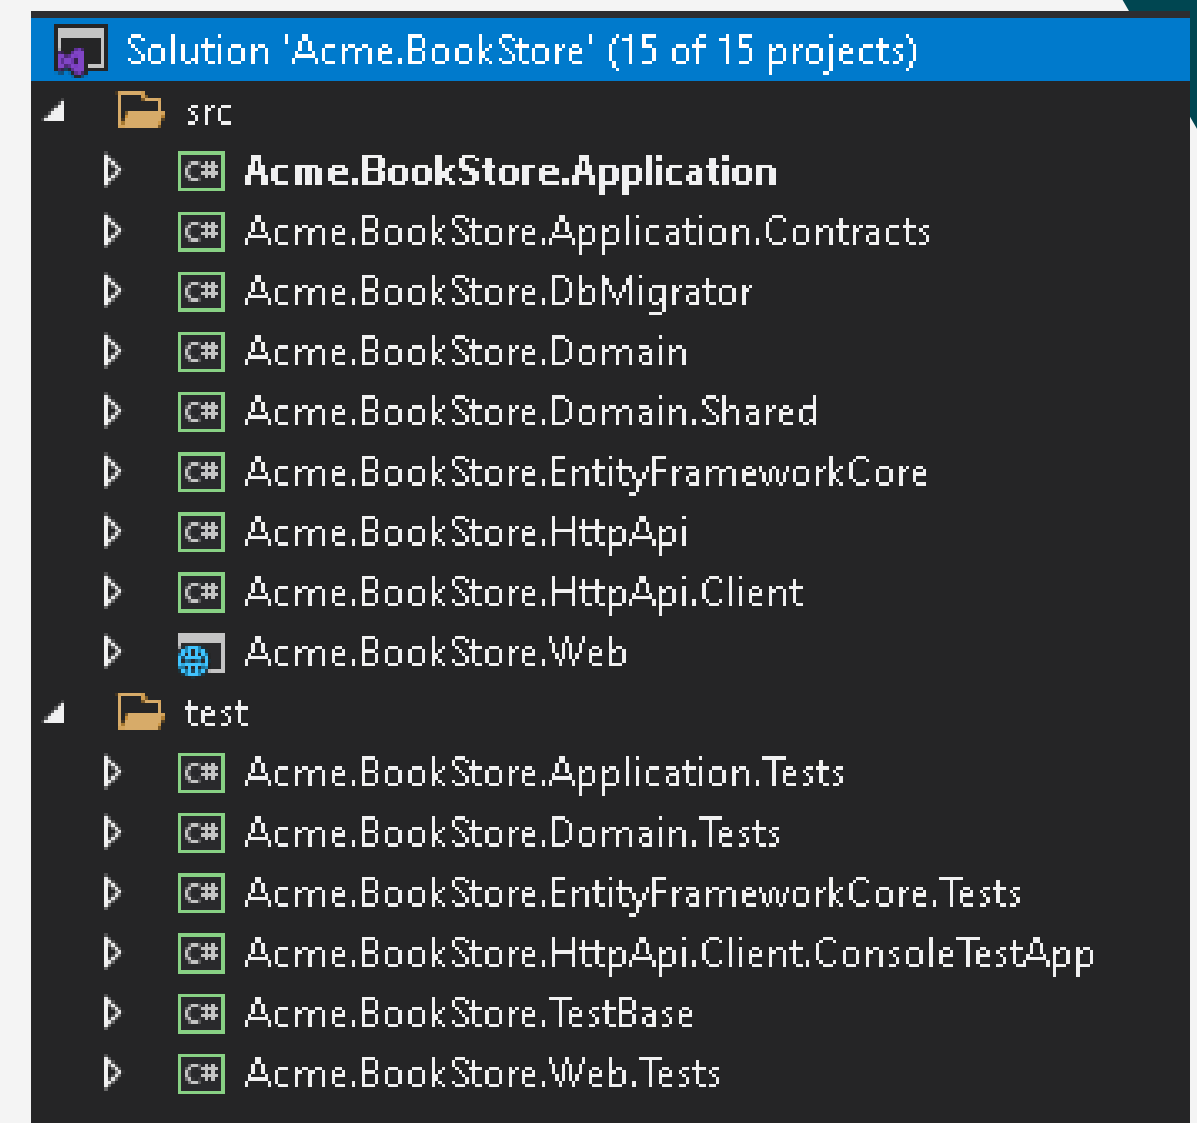 Solution 'Acme.BookStore' (15 of 15 projects)
src
C# Acme.BookStore.Application
C# Acme.BookStore.Application.Contracts
C# Acme.BookStore.DbMigrator
C# Acme.BookStore.Domain
C# Acme.BookStore.Domain.Shared
C# Acme.BookStore.EntityFrameworkCore
C# Acme.BookStore.HttpApi
C# Acme.BookStore.HttpApi.Client
Acme.BookStore.Web
test
C# Acme.BookStore.Application.Tests
C# Acme.BookStore.Domain.Tests
C# Acme.BookStore.EntityFrameworkCore.Tests
C# Acme.BookStore.HttpApi.Client.ConsoleTestApp
C# Acme.BookStore.TestBase
C# Acme.BookStore.Web.Tests